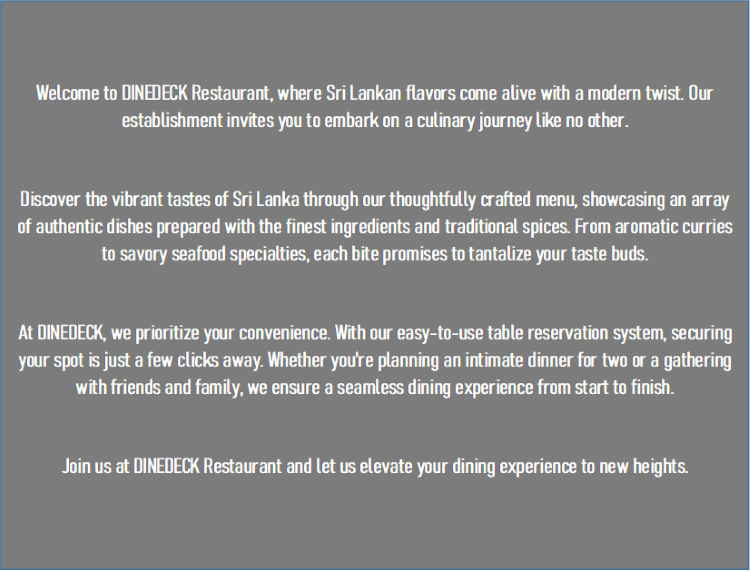 Welcome to DINEDECK Restaurant, where Sri Lankan flavors come alive with a modern twist. Our
establishment invites you to embark on a culinary journey like no other.
Discover the vibrant tastes of Sri Lanka through our thoughtfully crafted menu, showcasing an array
of authentic dishes prepared with the finest ingredients and traditional spices. From aromatic curries
to savory seafood specialties, each bite promises to tantalize your taste buds.
At DINEDECK, we prioritize your convenience. With our easy-to-use table reservation system, securing
your spot is just a few clicks away. Whether you're planning an intimate dinner for two or a gathering
with friends and family, we ensure a seamless dining experience from start to finish.
Join us at DINEDECK Restaurant and let us elevate your dining experience to new heights.